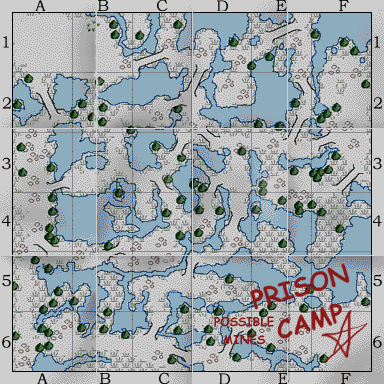 A B C D E F
1 1
2 2
3 3
4 4
5 5
PRISON
POSSIBLE CAMP
MINES
6 6
A B C D E F